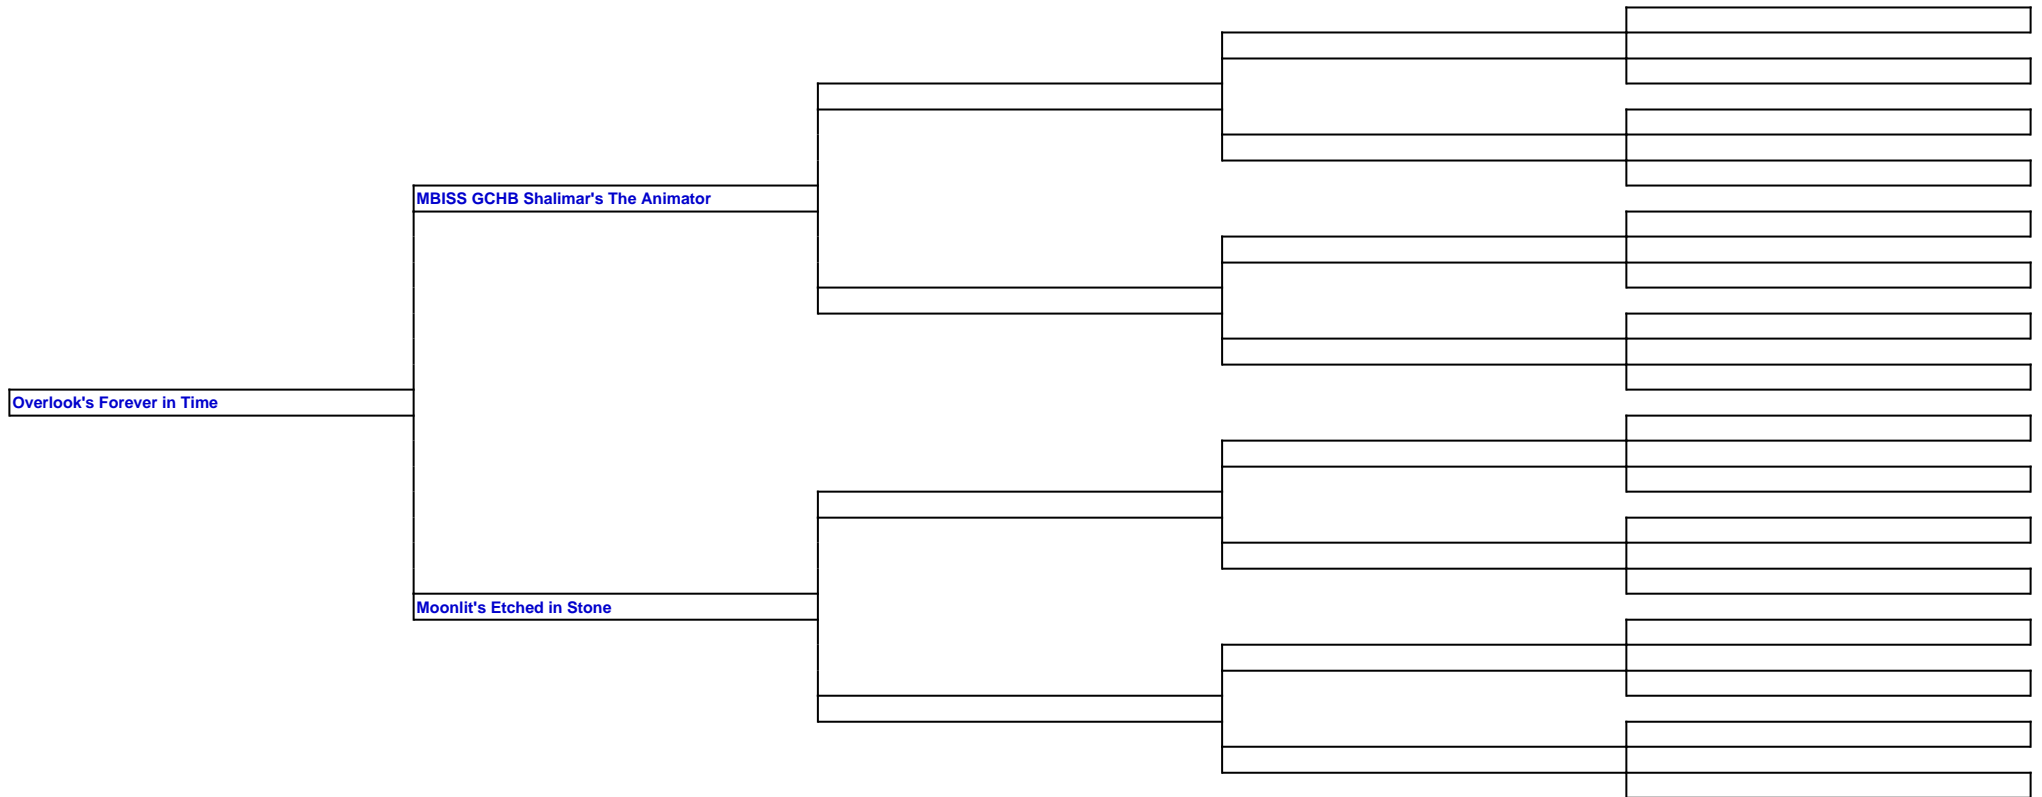 MBISS GCHB Shalimar's The Animator
Overlook's Forever in Time
Moonlit's Etched in Stone